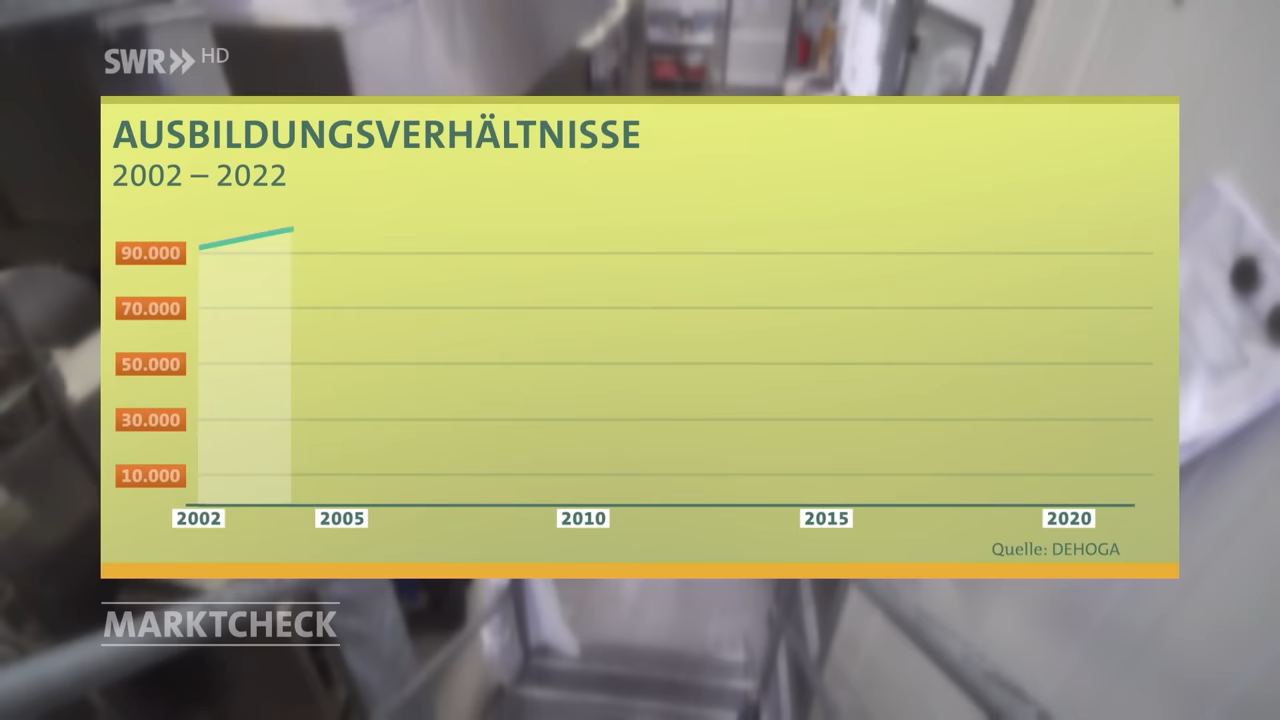 SWR HD
AUSBILDUNGSVERHÄLTNISSE
2002 – 2022
90.000
70.000
50.000
30.000
10.000
2002 2005 2010 2015 2020
Quelle: DEHOGA
MARKTCHECK